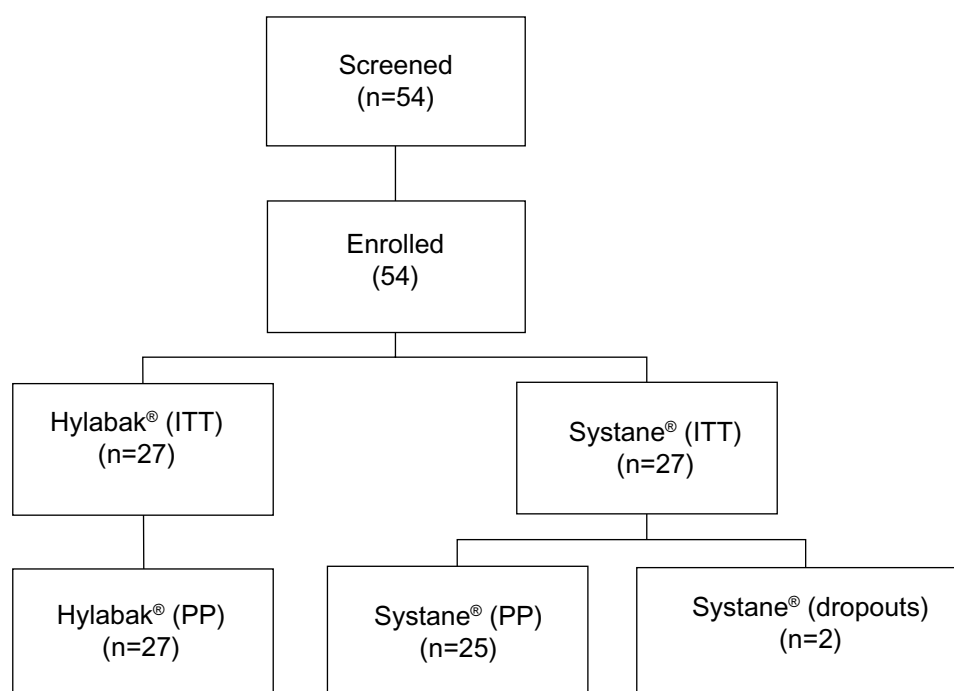 Screened
(n=54)
Enrolled
(54)
Hylabak® (ITT)
(n=27)
Systane® (ITT)
(n=27)
Hylabak® (PP)
(n=27)
Systane® (PP)
(n=25)
Systane® (dropouts)
(n=2)